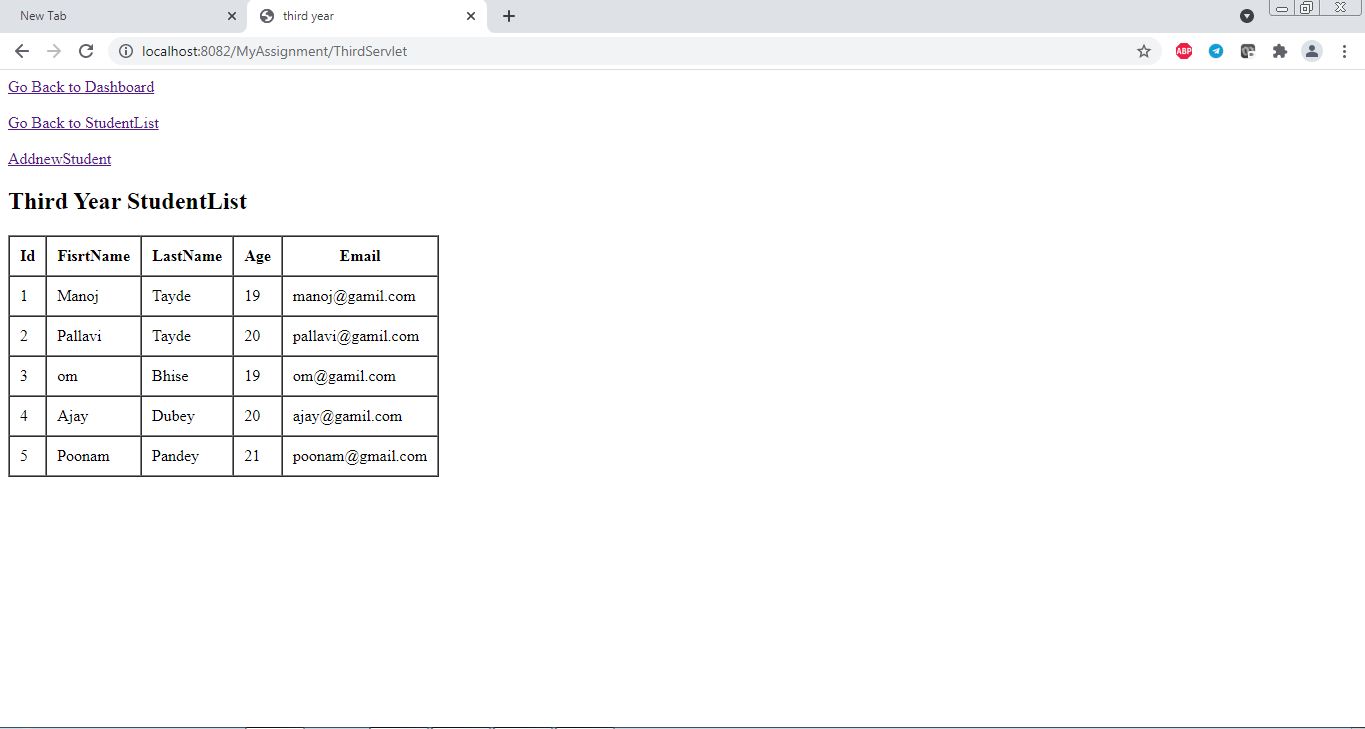 New Tab
third year
localhost:8082/MyAssignment/ThirdServlet
ABP
Go Back to Dashboard
Go Back to StudentList
AddnewStudent
Third Year StudentList
Id FisrtName LastName Age Email
1 Manoj Tayde 19 manoj@gamil.com
2 Pallavi Tayde 20 pallavi@gamil.com
3 om Bhise 19 om@gamil.com
4 Ajay Dubey 20 ajay@gamil.com
5 Poonam Pandey 21 poonam@gmail.com